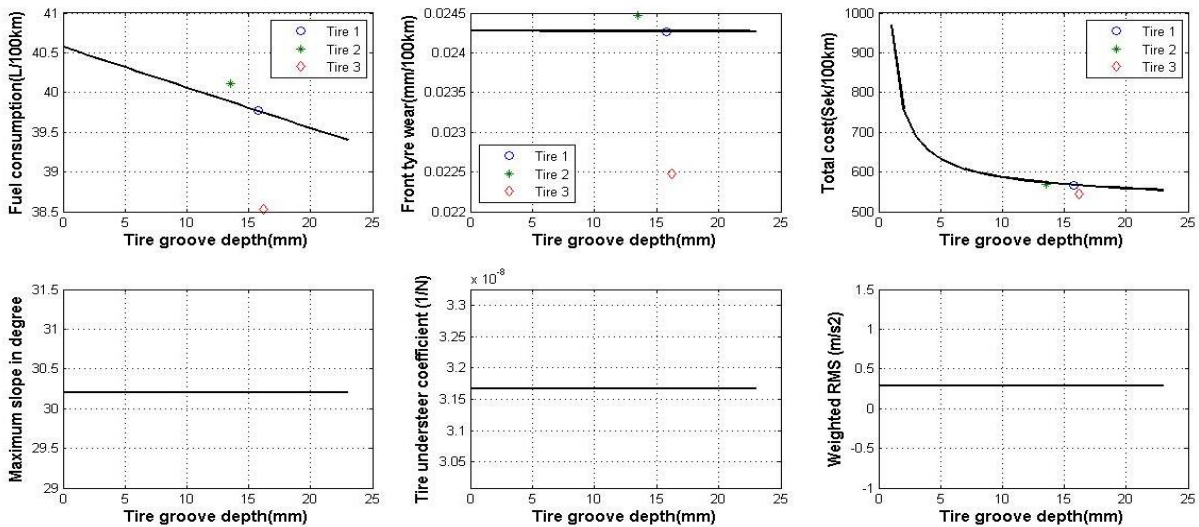 Fuel consumption(L/100km)
41
40.5
40
39.5
39
38.5
0 5 10 15 20 25
Tire groove depth(mm)
Tire 1
Tire 2
Tire 3
Front tyre wear(mm/100km)
0.0245
0.024
0.0235
0.023
0.0225
0.022
0 5 10 15 20 25
Tire groove depth(mm)
Tire 1
Tire 2
Tire 3
Total cost(Sek/100km)
1000
900
800
700
600
500
0 5 10 15 20 25
Tire groove depth(mm)
Tire 1
Tire 2
Tire 3
Maximum slope in degree
31.5
31
30.5
30
29.5
29
0 5 10 15 20 25
Tire groove depth(mm)
Tire understeer coefficient (1/N)
x 10-8
3.3
3.25
3.2
3.15
3.1
3.05
0 5 10 15 20 25
Tire groove depth(mm)
Weighted RMS (m/s2)
1.5
1
0.5
0
-0.5
-1
0 5 10 15 20 25
Tire groove depth(mm)